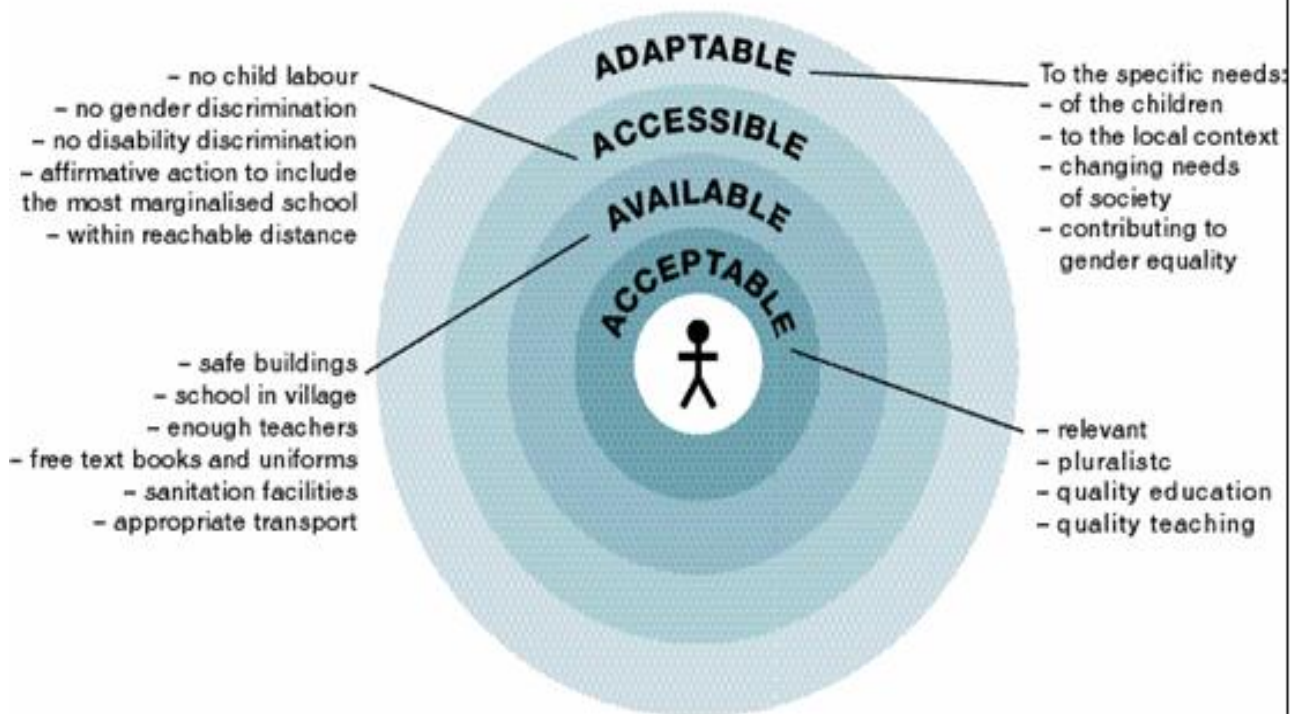 ADAPTABLE
ACCESSIBLE
AVAILABLE
ACCEPTABLE
– no child labour
– no gender discrimination
– no disability discrimination
– affirmative action to include
the most marginalised school
– within reachable distance
– safe buildings
– school in village
– enough teachers
– free text books and uniforms
– sanitation facilities
– appropriate transport
To the specific needs:
– of the children
– to the local context
– changing needs
of society
– contributing to
gender equality
– relevant
– pluralistc
– quality education
– quality teaching